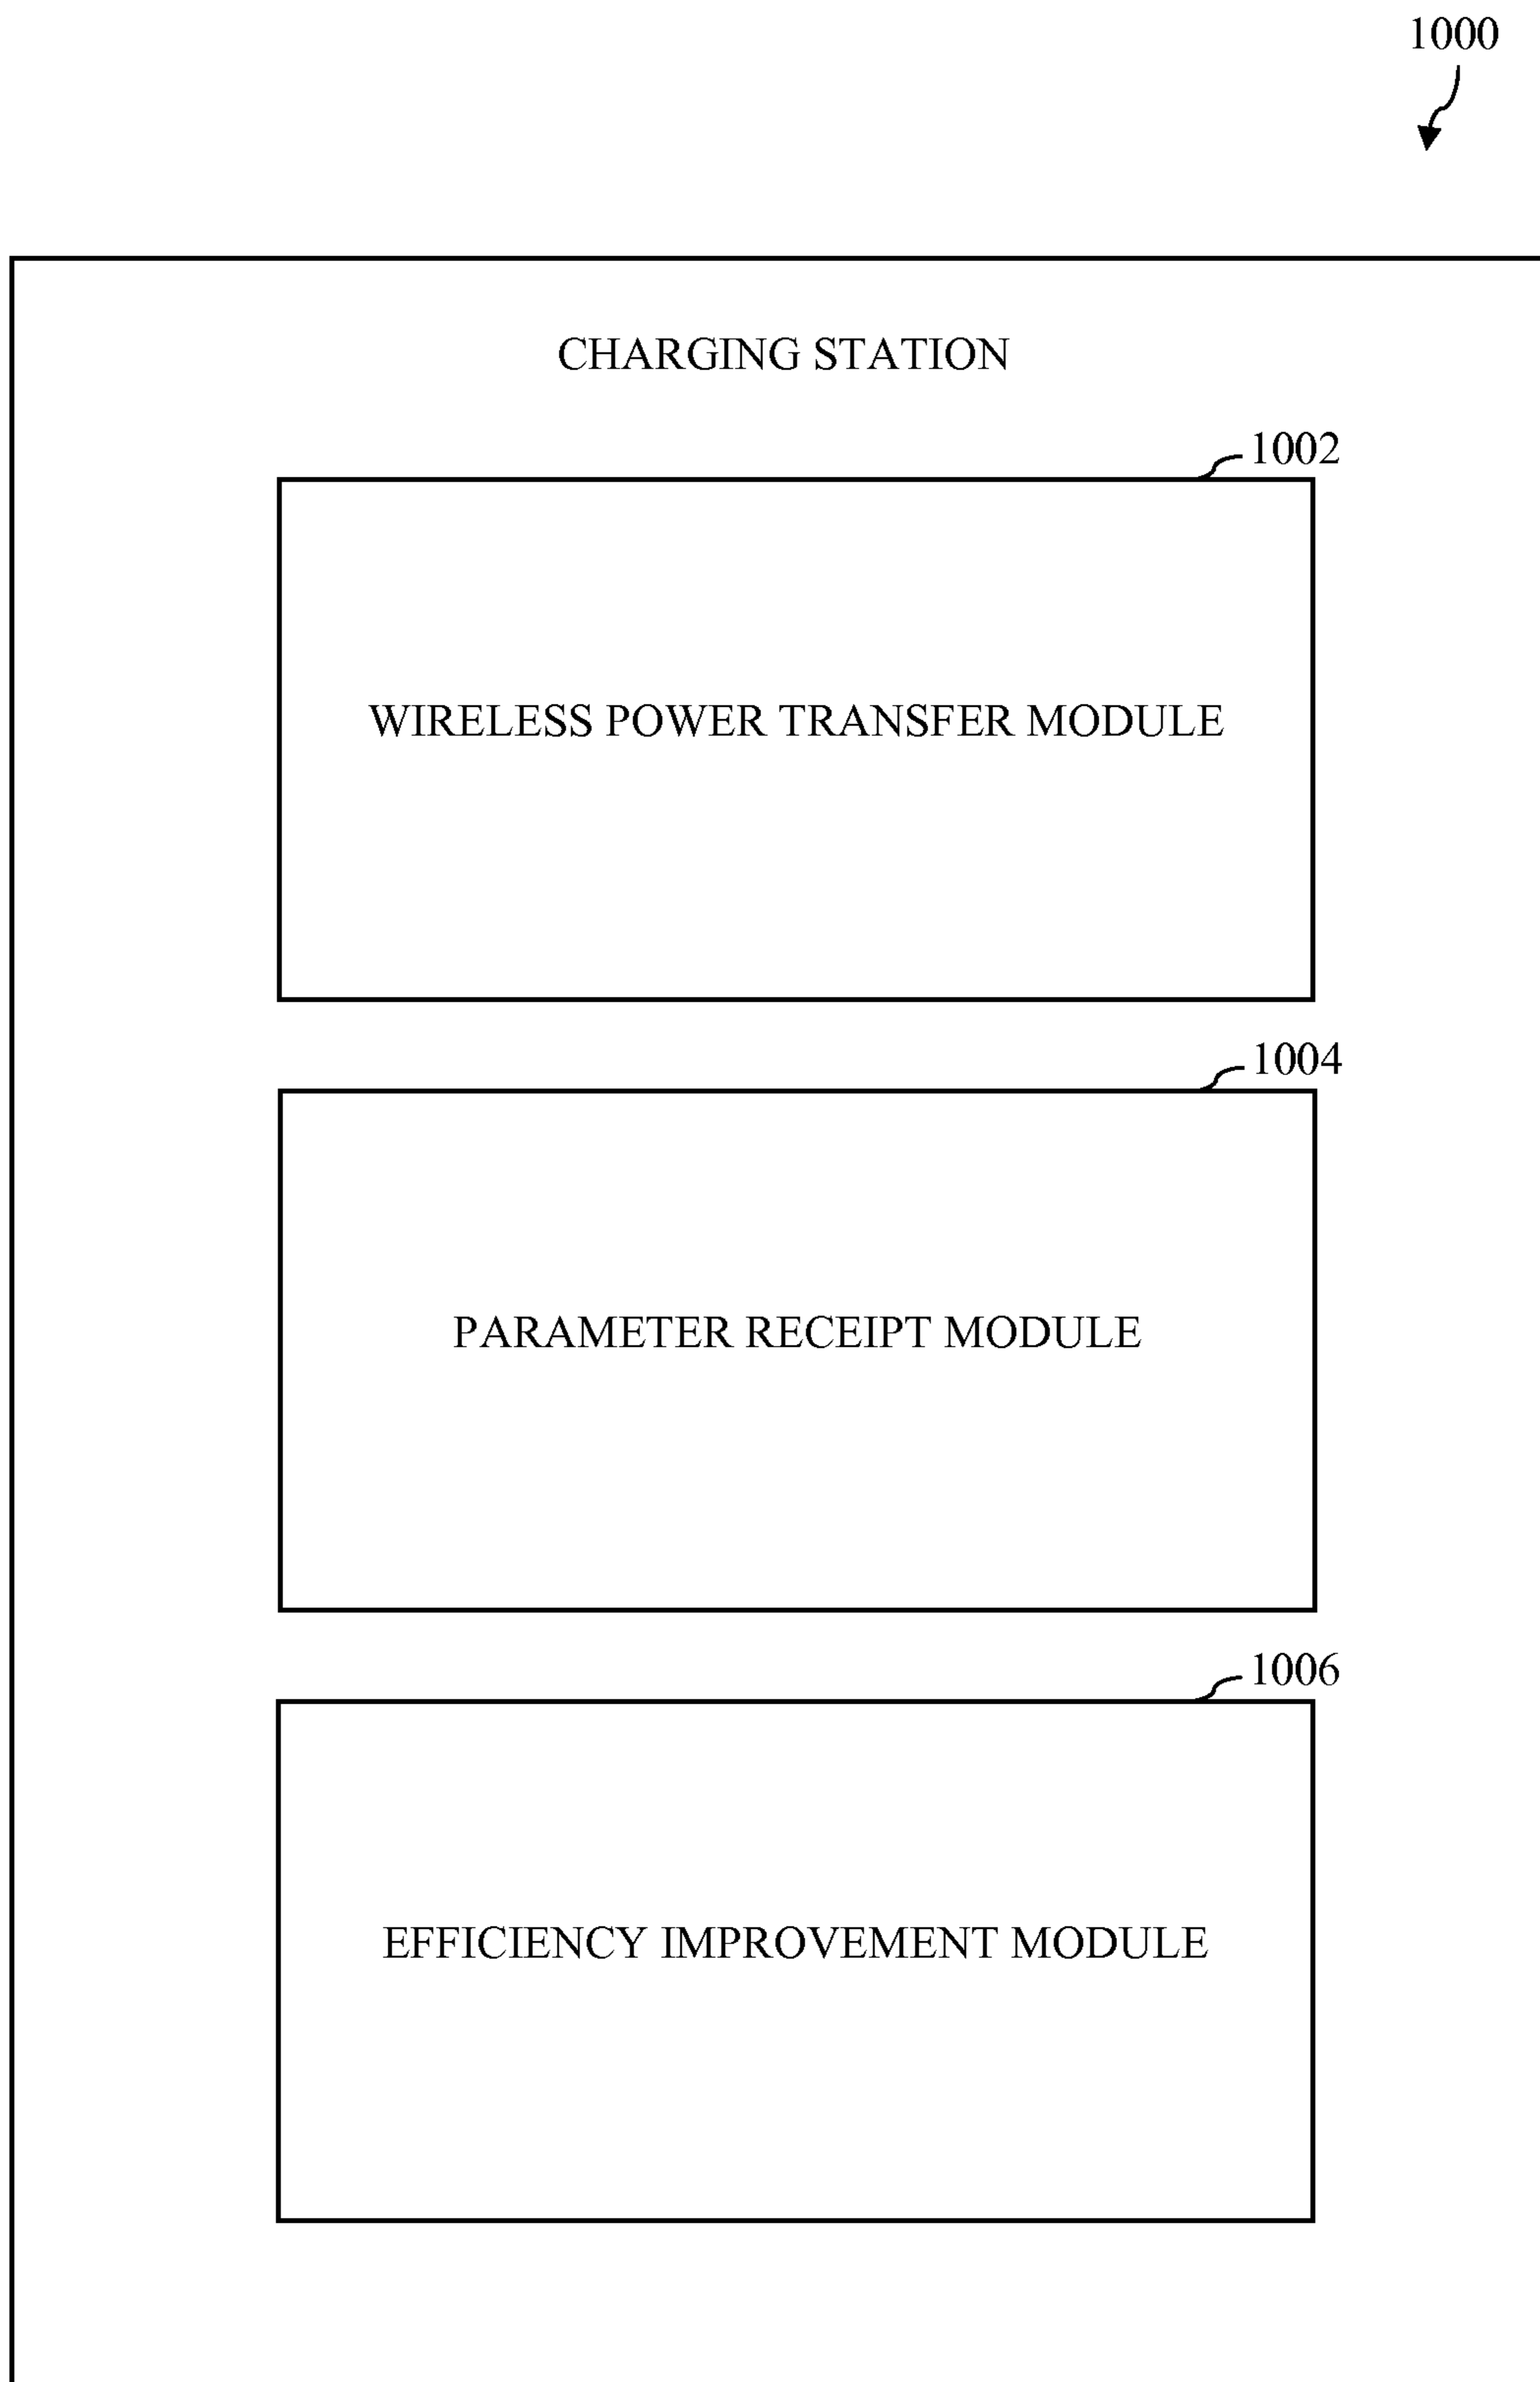 1000
CHARGING STATION
1002
WIRELESS POWER TRANSFER MODULE
1004
PARAMETER RECEIPT MODULE
1006
EFFICIENCY IMPROVEMENT MODULE